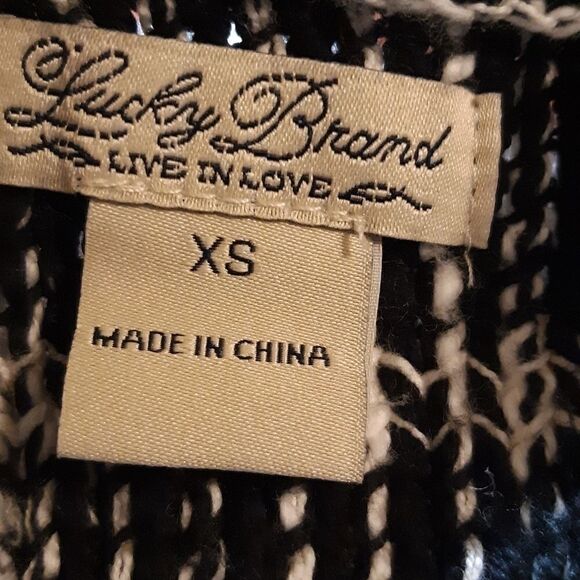 Lucky Brand
LIVE IN LOVE
XS
MADE IN CHINA